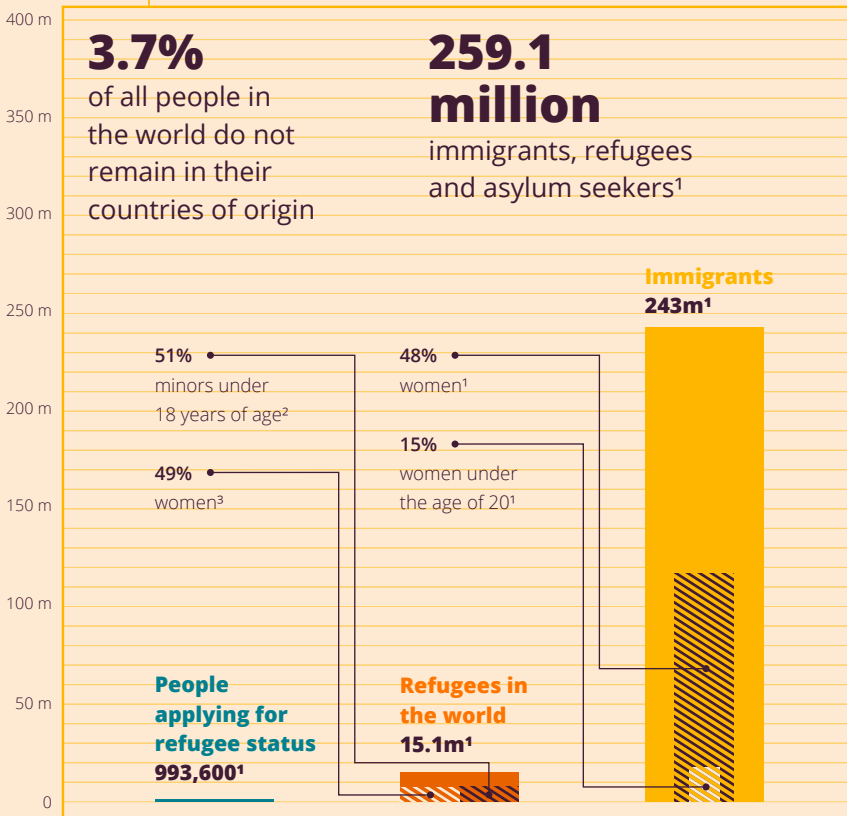 400 m
350 m
300 m
250 m
200 m
150 m
100 m
50 m
0
3.7%
of all people in
the world do not
remain in their
countries of origin
259.1
million
immigrants, refugees
and asylum seekers¹
Immigrants
243m¹
51%
minors under
18 years of age²
49%
women³
48%
women¹
15%
women under
the age of 20¹
People
applying for
refugee status
993,600¹
Refugees in
the world
15.1m¹